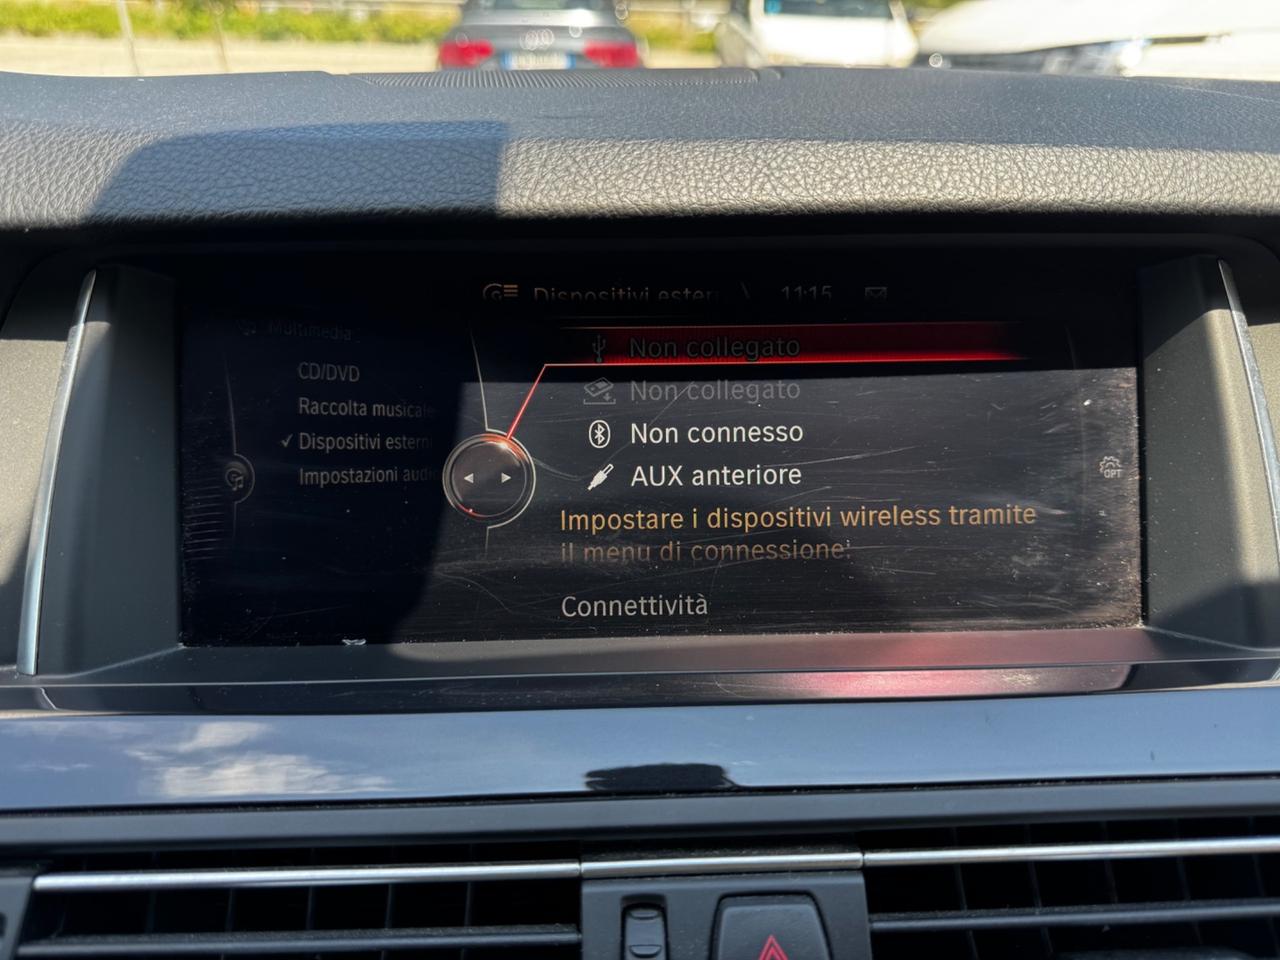 Dispositivi estern
11:15
Multimedia
CD/DVD
Raccolta musicale
Dispositivi esterni
Impostazioni audio
Non collegato
Non collegato
Non connesso
AUX anteriore
Impostare i dispositivi wireless tramite
il menu di connessione:
Connettività
OPT